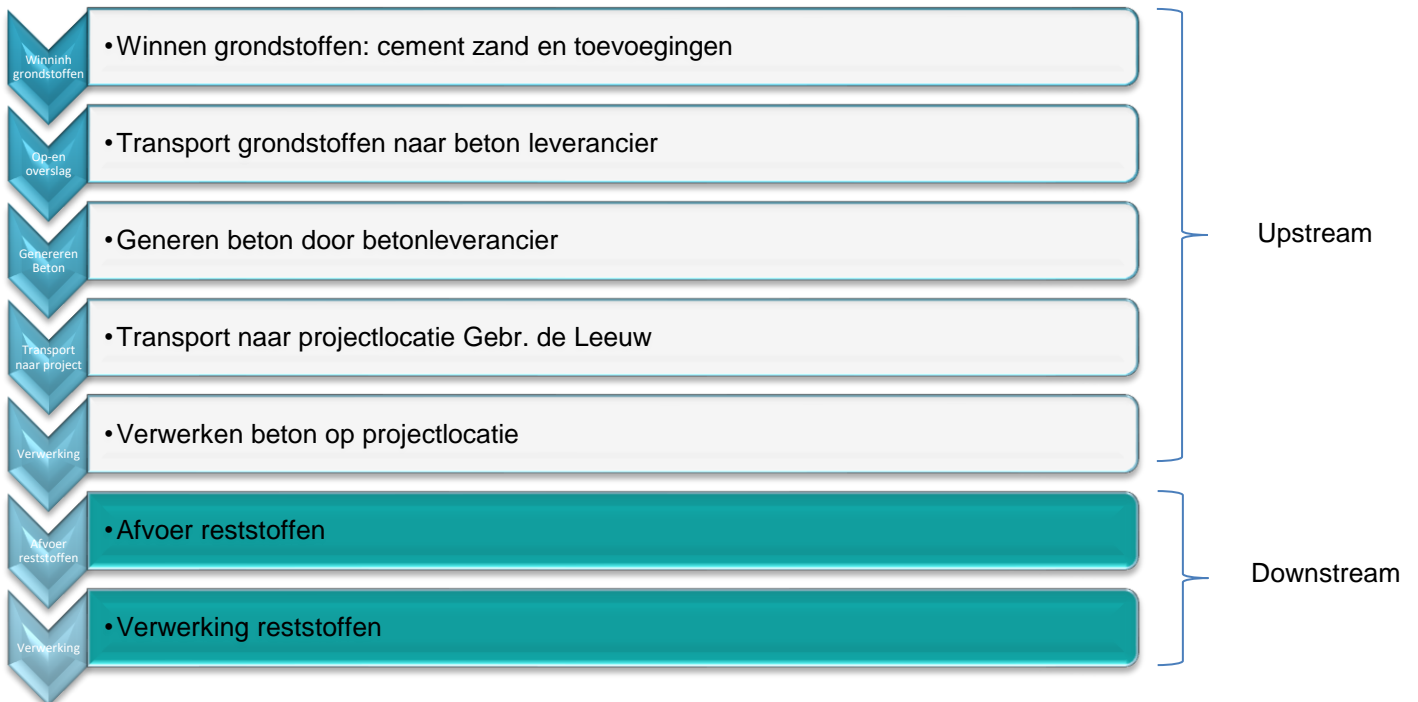 Winninh
grondstoffen
•Winnen grondstoffen: cement zand en toevoegingen
Op-en
overslag
•Transport grondstoffen naar beton leverancier
Genereren
Beton
•Generen beton door betonleverancier
Transport
naar project
•Transport naar projectlocatie Gebr. de Leeuw
Verwerking
•Verwerken beton op projectlocatie
Upstream
Afvoer
reststoffen
•Afvoer reststoffen
Verwerking
•Verwerking reststoffen
Downstream